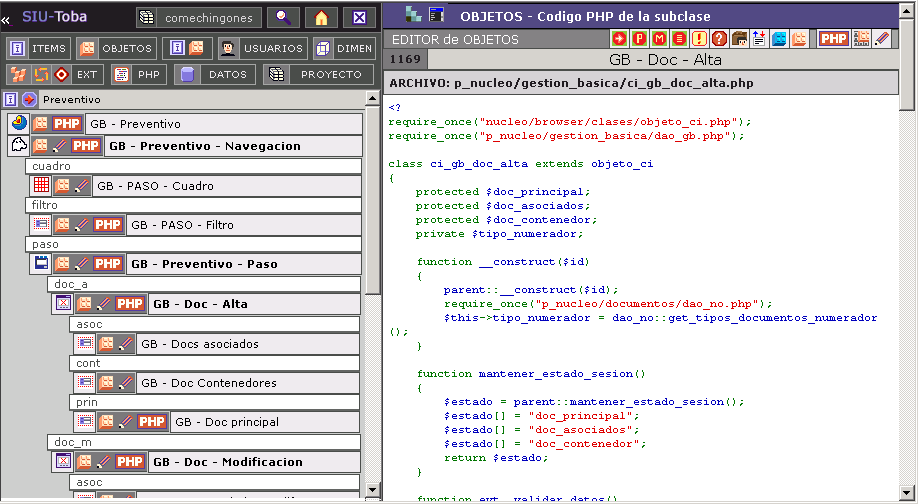 SIU-Toba
comechingones
ITEMS OBJETOS USUARIOS DIMEN
EXT PHP DATOS PROYECTO
Preventivo
PHP GB - Preventivo
PHP GB - Preventivo - Navegacion
cuadro
GB - PASO - Cuadro
filtro
PHP GB - PASO - Filtro
paso
PHP GB - Preventivo - Paso
doc_a
PHP GB - Doc - Alta
asoc
GB - Docs asociados
cont
GB - Doc Contenedores
prin
PHP GB - Doc principal
doc_m
PHP GB - Doc - Modificacion
asoc
OBJETOS - Codigo PHP de la subclase
EDITOR de OBJETOS
P M PHP
1169 GB - Doc - Alta
ARCHIVO: p_nucleo/gestion_basica/ci_gb_doc_alta.php
<?
require_once("nucleo/browser/clases/objeto_ci.php");
require_once("p_nucleo/gestion_basica/dao_gb.php");
class ci_gb_doc_alta extends objeto_ci
{
protected $doc_principal;
protected $doc_asociados;
protected $doc_contenedor;
private $tipo_numerador;
function __construct($id)
{
parent::__construct($id);
require_once("p_nucleo/documentos/dao_no.php");
$this->tipo_numerador = dao_no::get_tipos_documentos_numerador
();
}
function mantener_estado_sesion()
{
$estado = parent::mantener_estado_sesion();
$estado[] = "doc_principal";
$estado[] = "doc_asociados";
$estado[] = "doc_contenedor";
return $estado;
}
function evt__validar_datos()